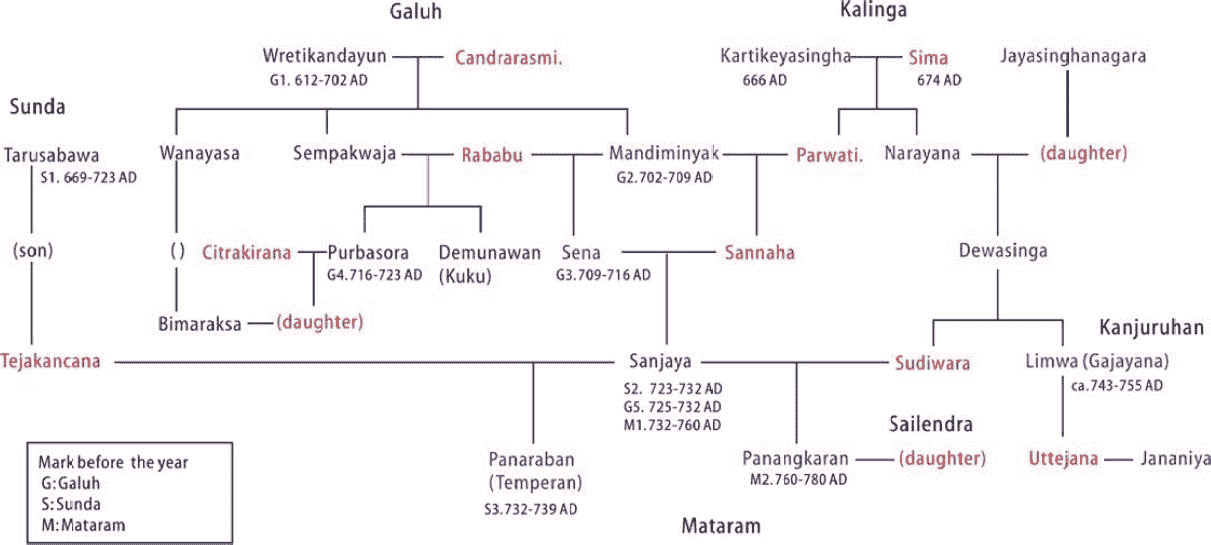 Galuh
Kalinga
Wretikandayun
Candrarasmi.
Kartikeyasingha
Sima
Jayasinghanagara
G1. 612-702 AD
666 AD
674 AD
Sunda
Tarusabawa
Wanayasa
Sempakwaja
Rababu
Mandiminyak
Parwati.
Narayana
(daughter)
S1. 669-723 AD
G2.702-709 AD
(son)
( )
Citrakirana
Purbasora
Demunawan
Sena
Sannaha
Dewasinga
G4.716-723 AD
(Kuku)
G3.709-716 AD
Bimaraksa
(daughter)
Kanjuruhan
Tejakancana
Sanjaya
Sudiwara
Limwa (Gajayana)
S2. 723-732 AD
ca.743-755 AD
G5. 725-732 AD
M1.732-760 AD
Sailendra
Mark before the year
G:Galuh
S:Sunda
M:Mataram
Panaraban
(Temperan)
S3.732-739 AD
Panangkaran
(daughter)
Uttejana
Jananiya
M2.760-780 AD
Mataram